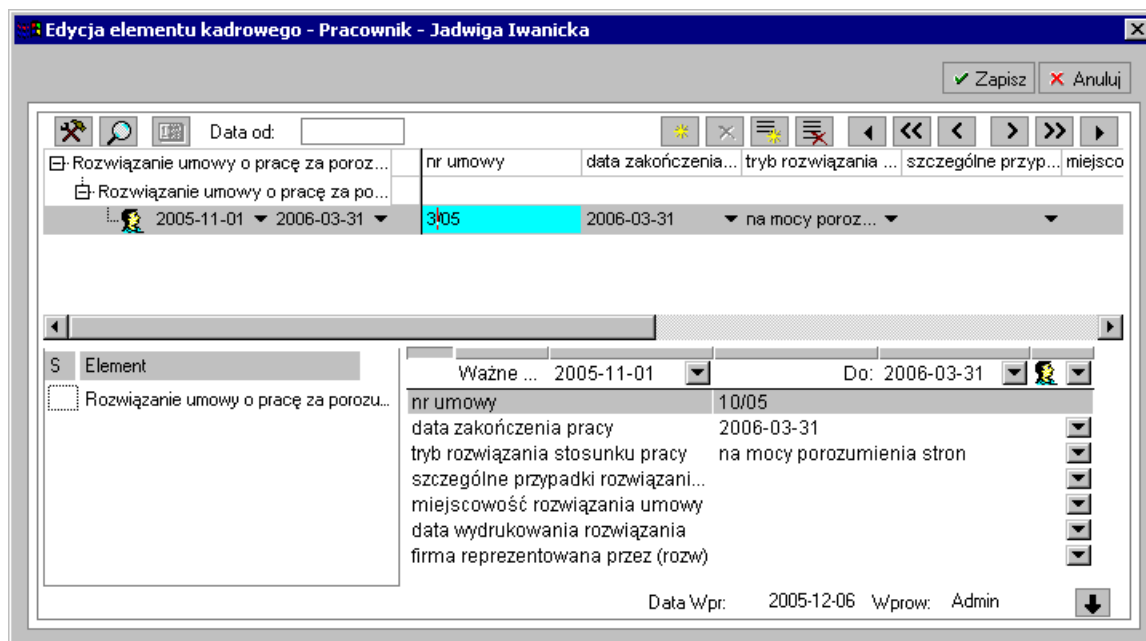 Edycja elementu kadrowego - Pracownik - Jadwiga Iwanicka
Zapisz Anuluj
Data od:
Rozwiązanie umowy o pracę za poroz... nr umowy data zakończenia... tryb rozwiązania ... szczególne przyp... miejsco
Rozwiązanie umowy o pracę za po...
2005-11-01 2006-03-31 3/05 2006-03-31 na mocy poroz...
S Element
Rozwiązanie umowy o pracę za porozu...
Ważne ... 2005-11-01 Do: 2006-03-31
nr umowy 10/05
data zakończenia pracy 2006-03-31
tryb rozwiązania stosunku pracy na mocy porozumienia stron
szczególne przypadki rozwiązani...
miejscowość rozwiązania umowy
data wydrukowania rozwiązania
firma reprezentowana przez (rozw)
Data Wpr: 2005-12-06 Wprow: Admin